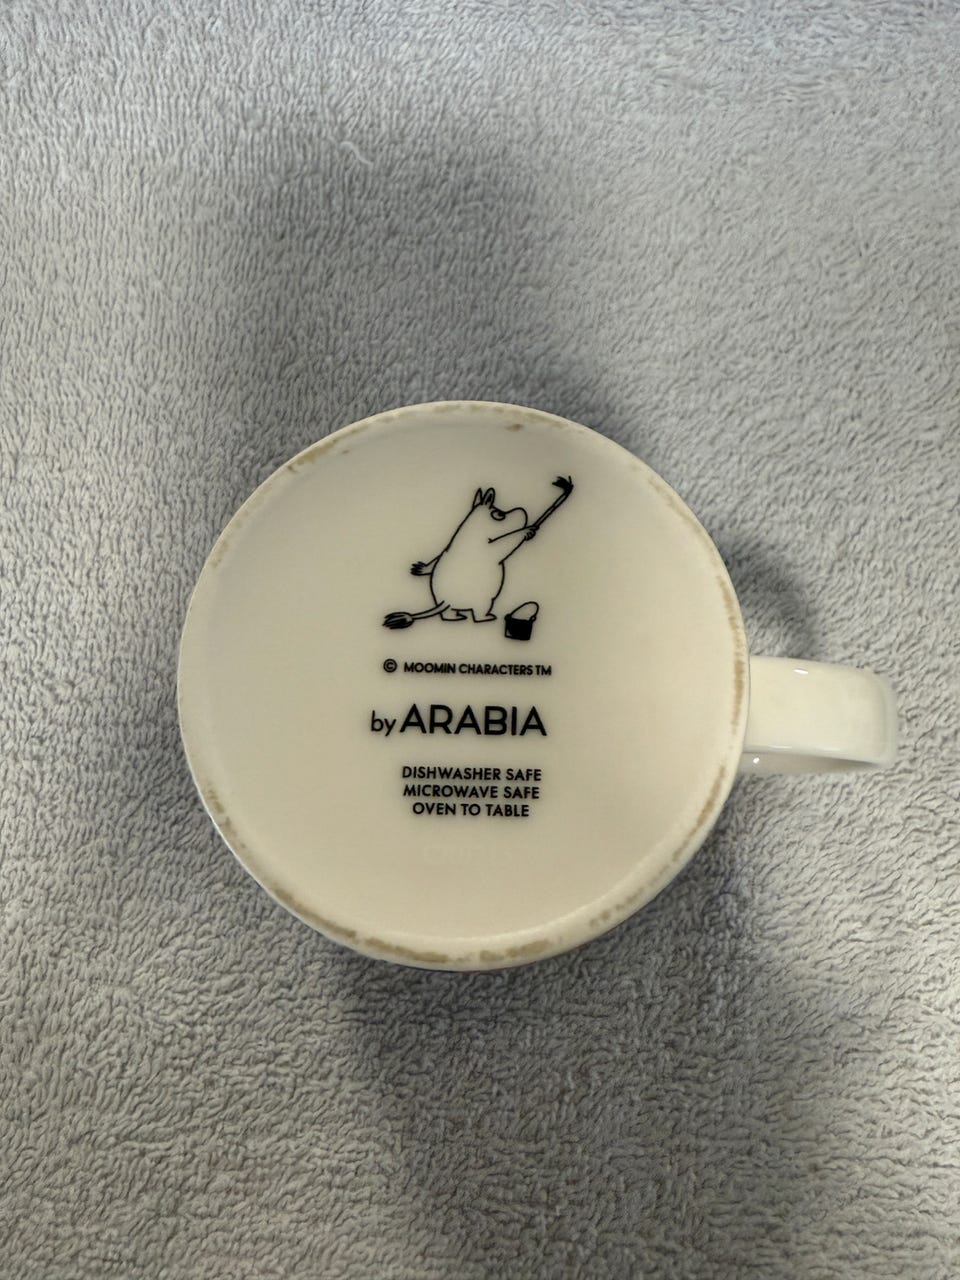 © MOOMIN CHARACTERS TM
by ARABIA
DISHWASHER SAFE
MICROWAVE SAFE
OVEN TO TABLE